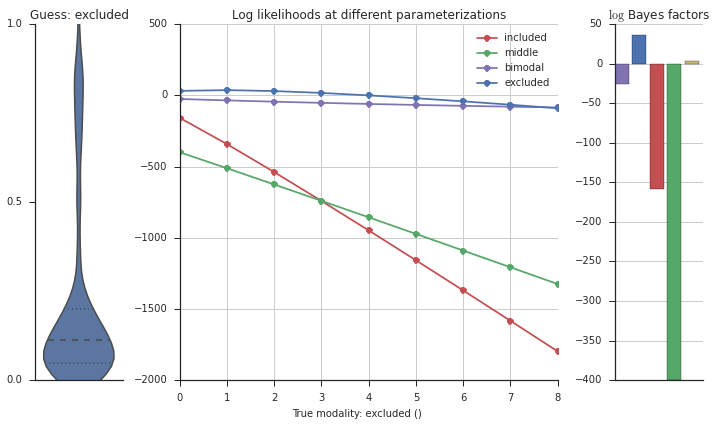 Guess: excluded
1.0
0.5
0.0
Log likelihoods at different parameterizations
500
0
−500
−1000
−1500
−2000
included
middle
bimodal
excluded
0 1 2 3 4 5 6 7 8
True modality: excluded ()
log Bayes factors
50
0
−50
−100
−150
−200
−250
−300
−350
−400